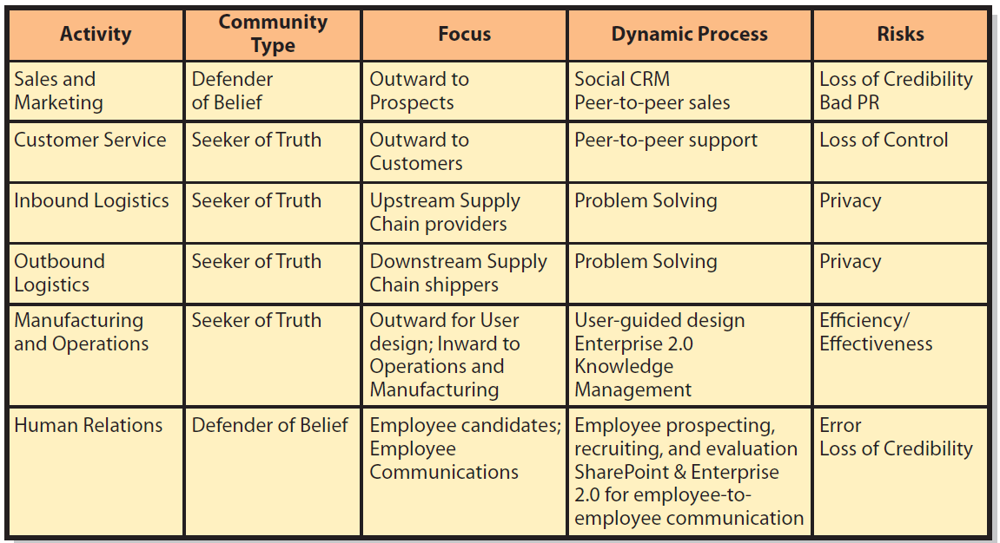 Activity
Community
Type
Focus
Dynamic Process
Risks
Sales and
Marketing
Defender
of Belief
Outward to
Prospects
Social CRM
Peer-to-peer sales
Loss of Credibility
Bad PR
Customer Service
Seeker of Truth
Outward to
Customers
Peer-to-peer support
Loss of Control
Inbound Logistics
Seeker of Truth
Upstream Supply
Chain providers
Problem Solving
Privacy
Outbound
Logistics
Seeker of Truth
Downstream Supply
Chain shippers
Problem Solving
Privacy
Manufacturing
and Operations
Seeker of Truth
Outward for User
design; Inward to
Operations and
Manufacturing
User-guided design
Enterprise 2.0
Knowledge
Management
Efficiency/
Effectiveness
Human Relations
Defender of Belief
Employee candidates;
Employee
Communications
Employee prospecting,
recruiting, and evaluation
SharePoint & Enterprise
2.0 for employee-to-
employee communication
Error
Loss of Credibility